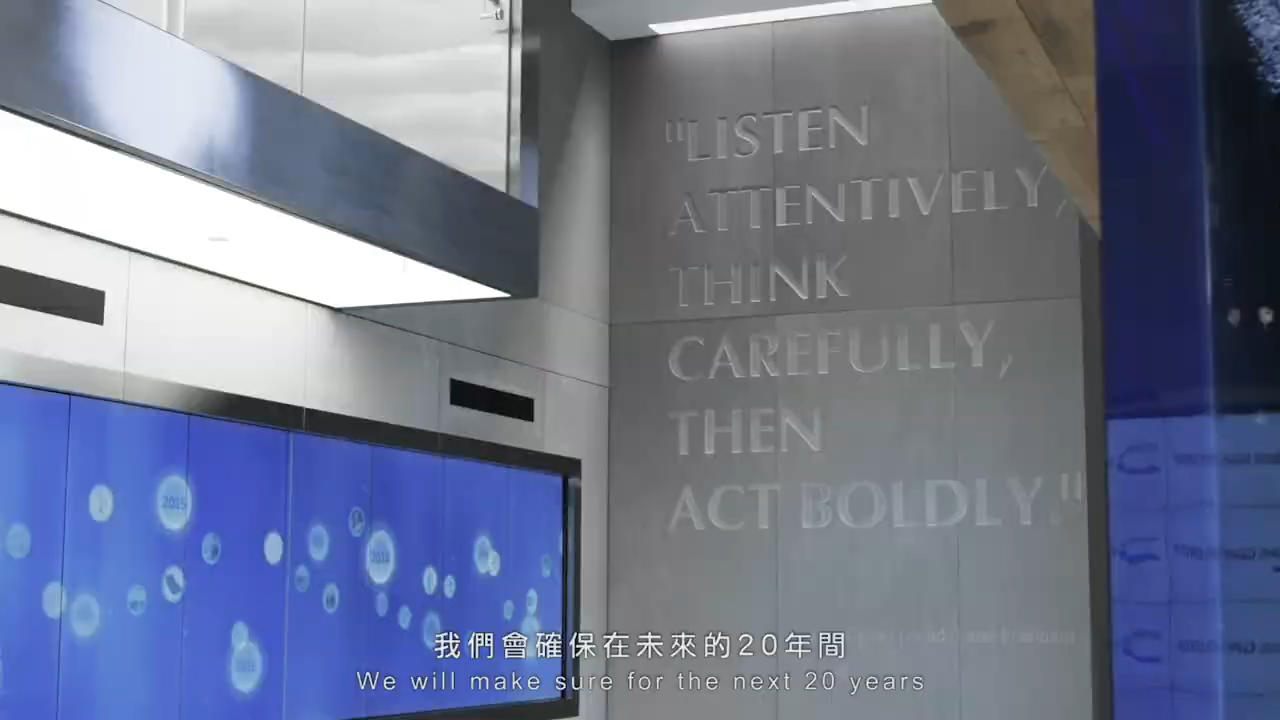 "LISTEN
ATTENTIVELY,
THINK
CAREFULLY,
THEN
ACT BOLDLY."
2015
我們會確保在未來的20年間
We will make sure for the next 20 years